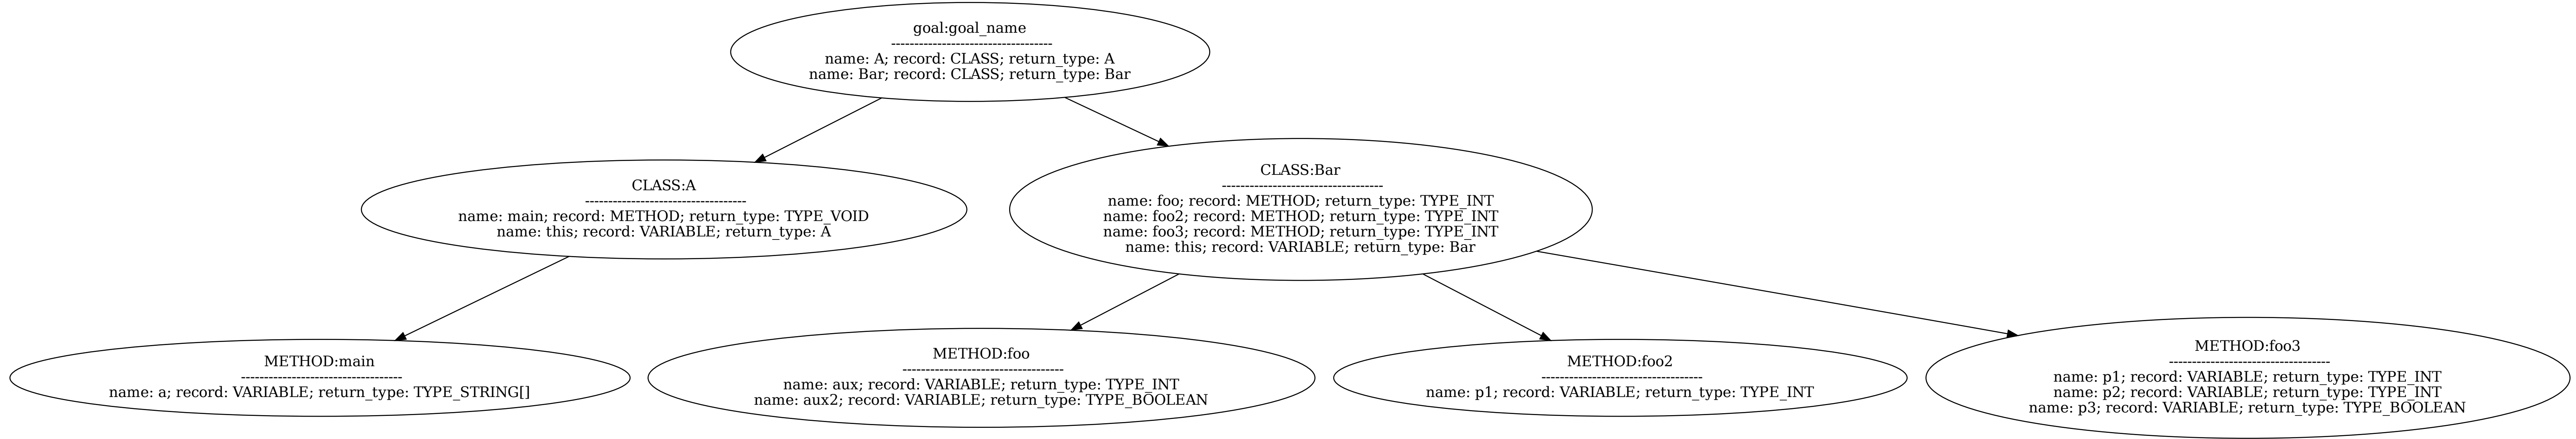 goal:goal_name
-----------------------------------
name: A; record: CLASS; return_type: A
name: Bar; record: CLASS; return_type: Bar
CLASS:A
-----------------------------------
name: main; record: METHOD; return_type: TYPE_VOID
name: this; record: VARIABLE; return_type: A
CLASS:Bar
-----------------------------------
name: foo; record: METHOD; return_type: TYPE_INT
name: foo2; record: METHOD; return_type: TYPE_INT
name: foo3; record: METHOD; return_type: TYPE_INT
name: this; record: VARIABLE; return_type: Bar
METHOD:main
-----------------------------------
name: a; record: VARIABLE; return_type: TYPE_STRING[]
METHOD:foo
-----------------------------------
name: aux; record: VARIABLE; return_type: TYPE_INT
name: aux2; record: VARIABLE; return_type: TYPE_BOOLEAN
METHOD:foo2
-----------------------------------
name: p1; record: VARIABLE; return_type: TYPE_INT
METHOD:foo3
-----------------------------------
name: p1; record: VARIABLE; return_type: TYPE_INT
name: p2; record: VARIABLE; return_type: TYPE_INT
name: p3; record: VARIABLE; return_type: TYPE_BOOLEAN